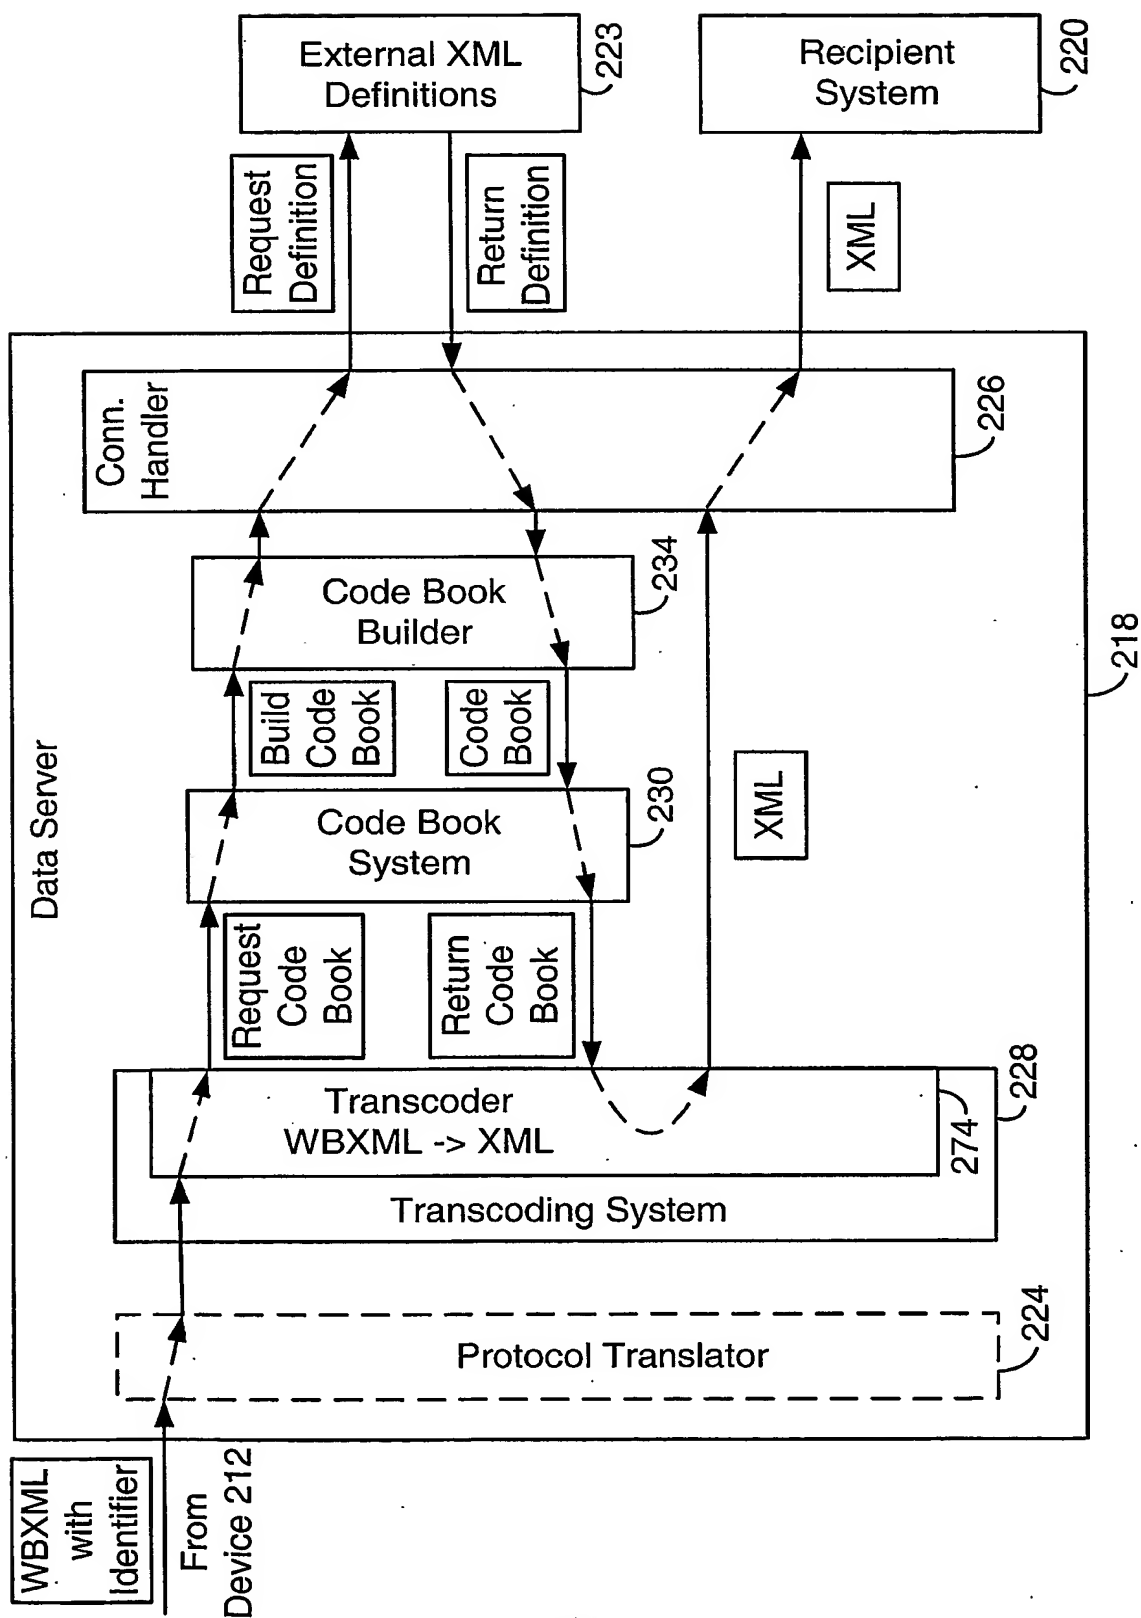 WBXML
with
Identifier
From
Device 212
Data Server
Protocol Translator
224
Transcoder
WBXML -> XML
Transcoding System
274
228
Request
Code
Book
Return
Code
Book
Code Book
System
230
Build
Code
Book
Code
Book
XML
Code Book
Builder
234
Conn.
Handler
226
218
Request
Definition
Return
Definition
XML
External XML
Definitions
223
Recipient
System
220